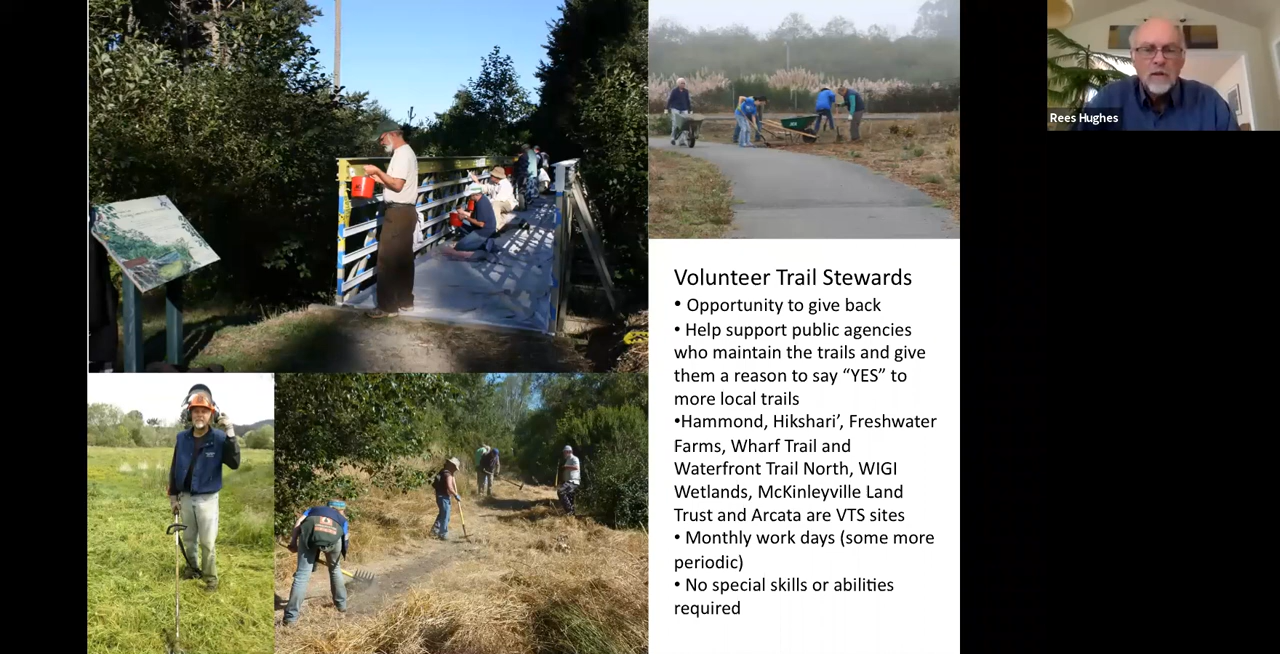 Rees Hughes
Volunteer Trail Stewards
• Opportunity to give back
• Help support public agencies
who maintain the trails and give
them a reason to say “YES” to
more local trails
•Hammond, Hikshari’, Freshwater
Farms, Wharf Trail and
Waterfront Trail North, WIGI
Wetlands, McKinleyville Land
Trust and Arcata are VTS sites
• Monthly work days (some more
periodic)
• No special skills or abilities
required